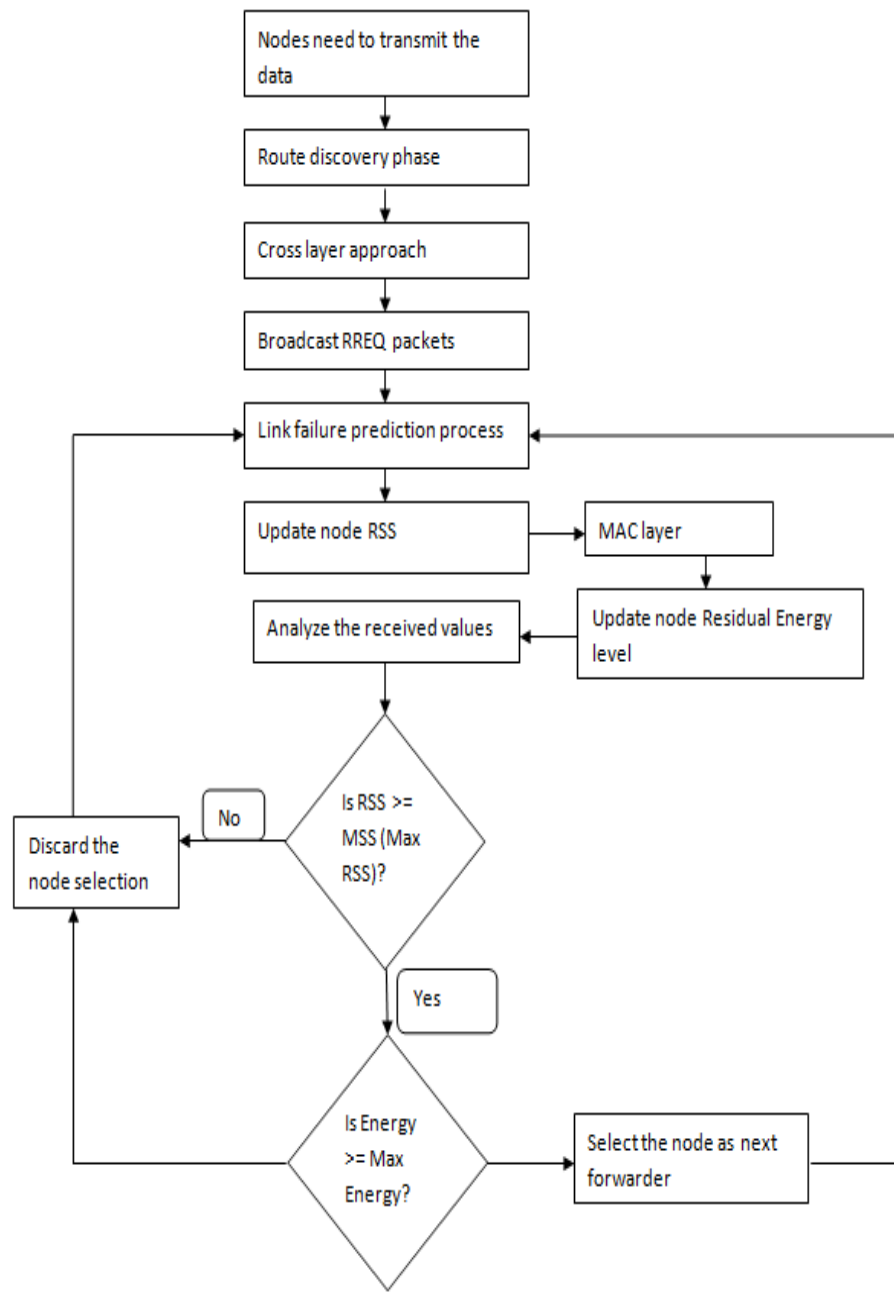 Nodes need to transmit the
data
Route discovery phase
Cross layer approach
Broadcast RREQ packets
Link failure prediction process
Update node RSS
MAC layer
Update node Residual Energy
level
Analyze the received values
Is RSS >=
MSS (Max
RSS)?
No
Discard the
node selection
Yes
Is Energy
>= Max
Energy?
Select the node as next
forwarder